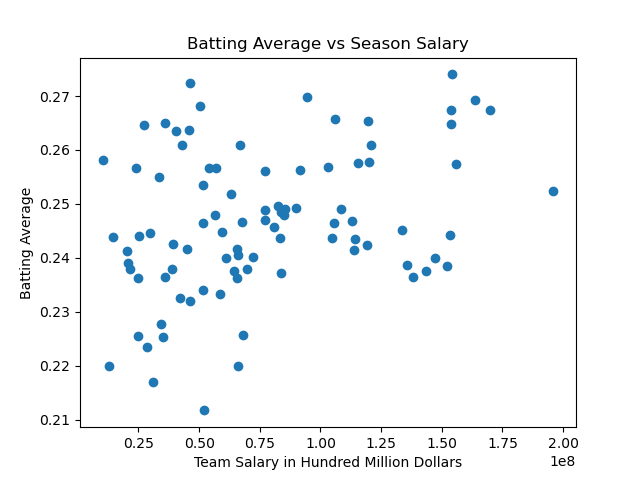 Batting Average vs Season Salary
0.27
0.26
0.25
0.24
0.23
0.22
0.21
Batting Average
0.25 0.50 0.75 1.00 1.25 1.50 1.75 2.00
1e8
Team Salary in Hundred Million Dollars